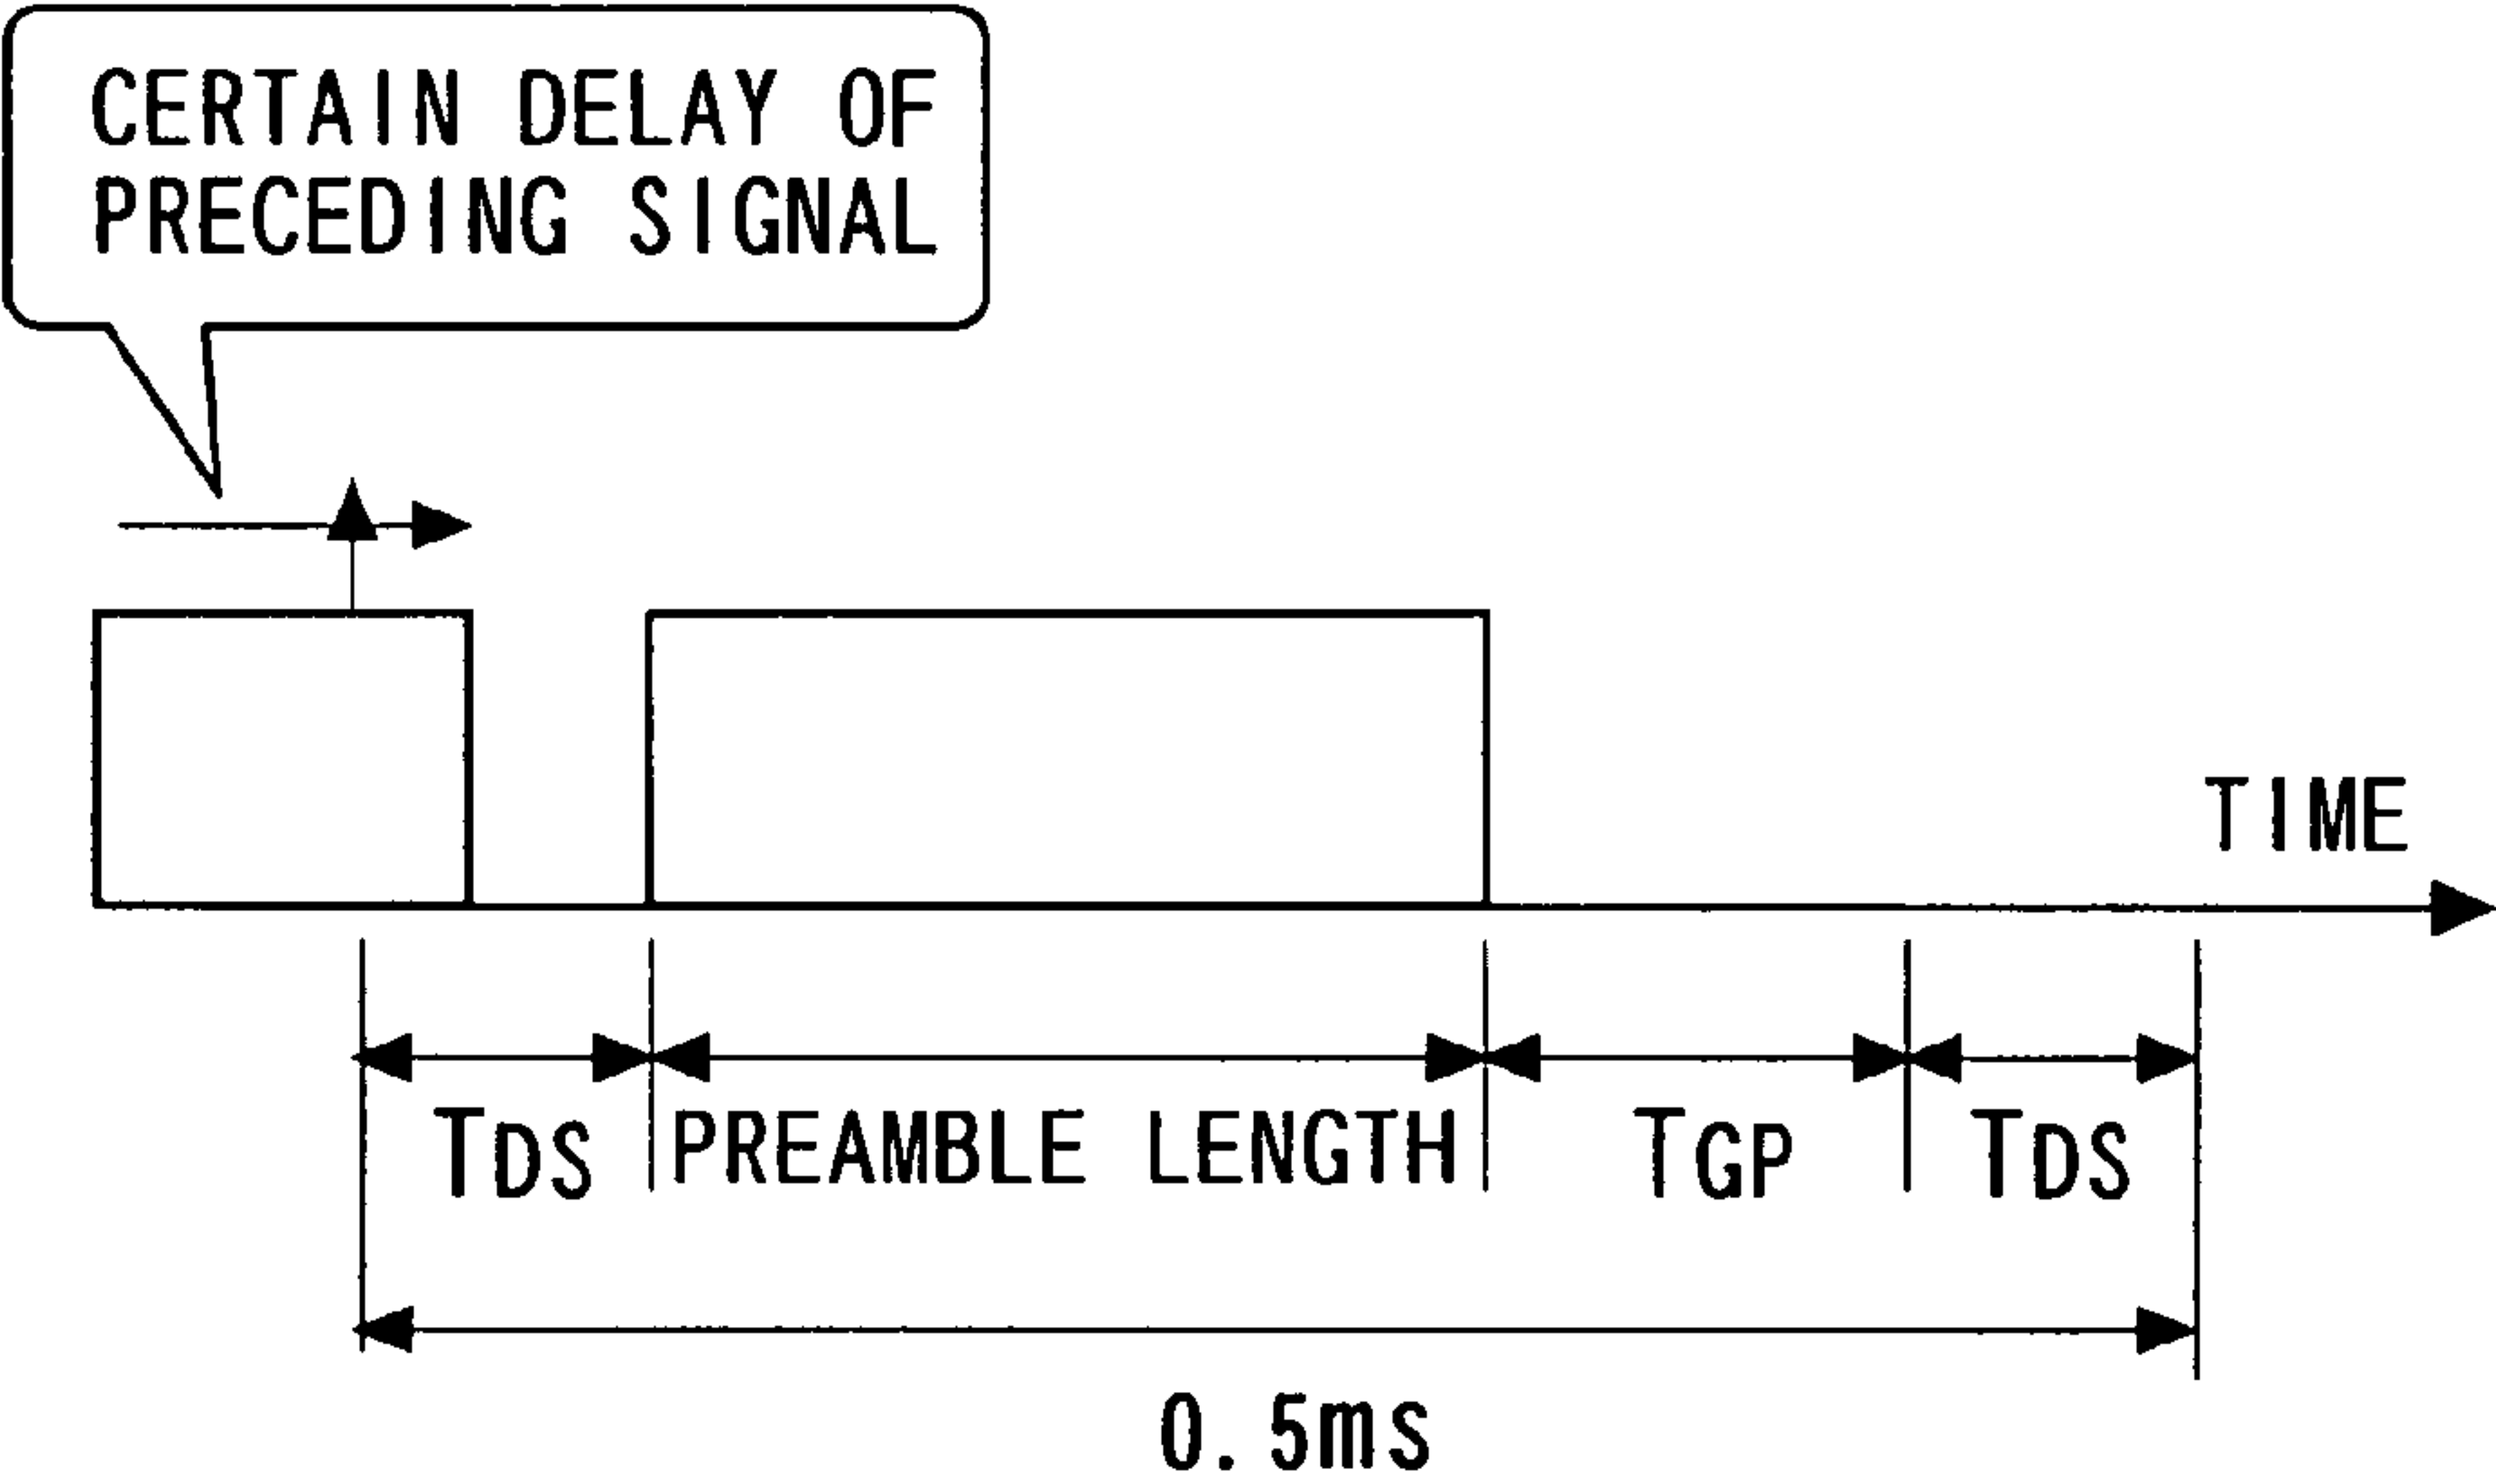 CERTAIN DELAY OF
PRECEDING SIGNAL
TIME
TDS PREAMBLE LENGTH TGP TDS
0.5ms